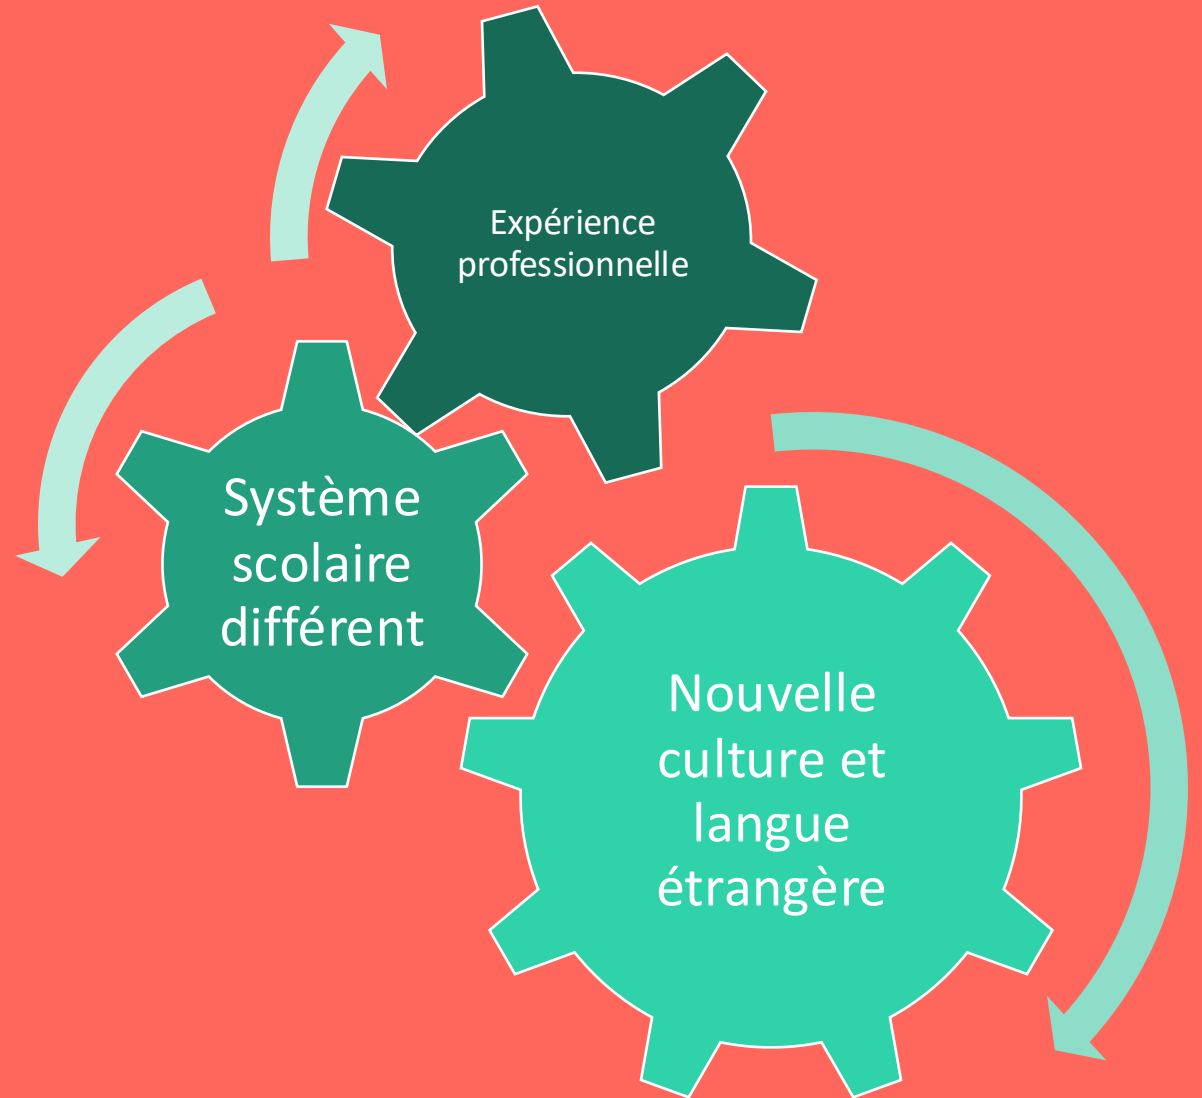 Expérience
professionnelle
Système
scolaire
différent
Nouvelle
culture et
langue
étrangère